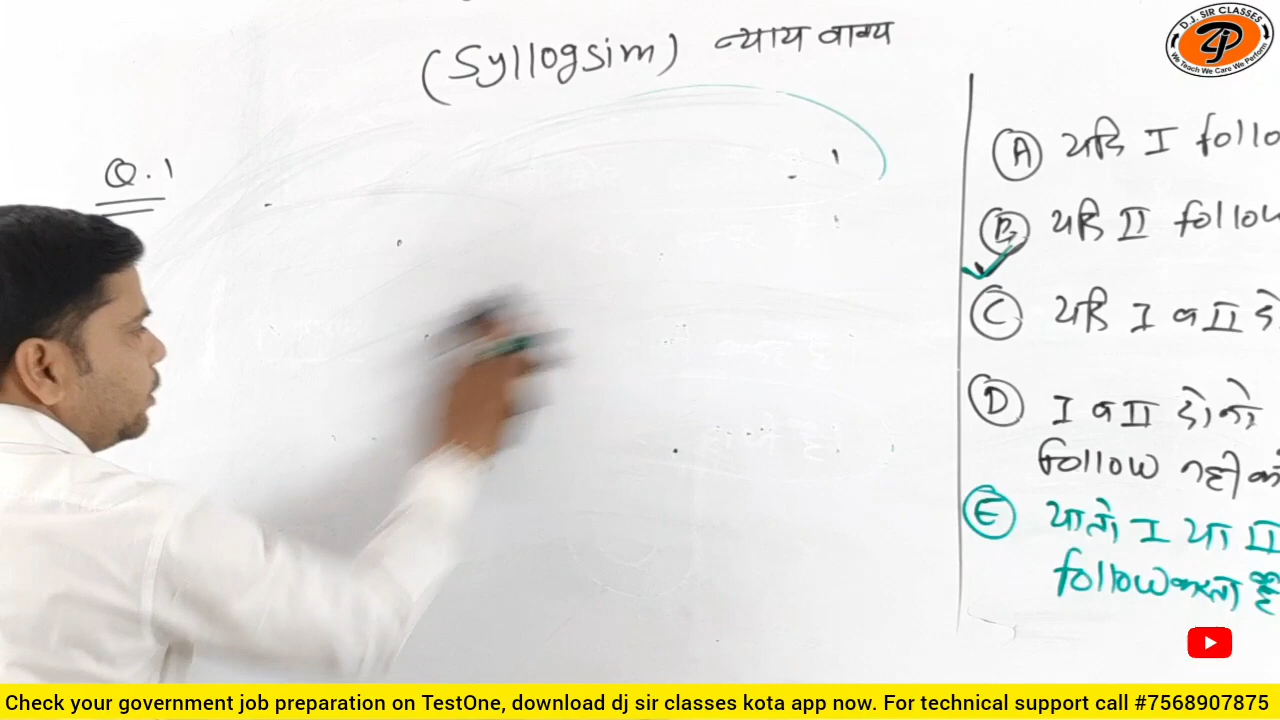 (Syllogsim) न्याय वाक्य
D.J. SIR CLASSES
We Teach We Care We Perform
Q.1
A यदि I follo
B यदि II follow
C यदि I व II दो
D I व II दोनो
follow नही क
E या तो I या II
follow करता है
Check your government job preparation on TestOne, download dj sir classes kota app now. For technical support call #7568907875